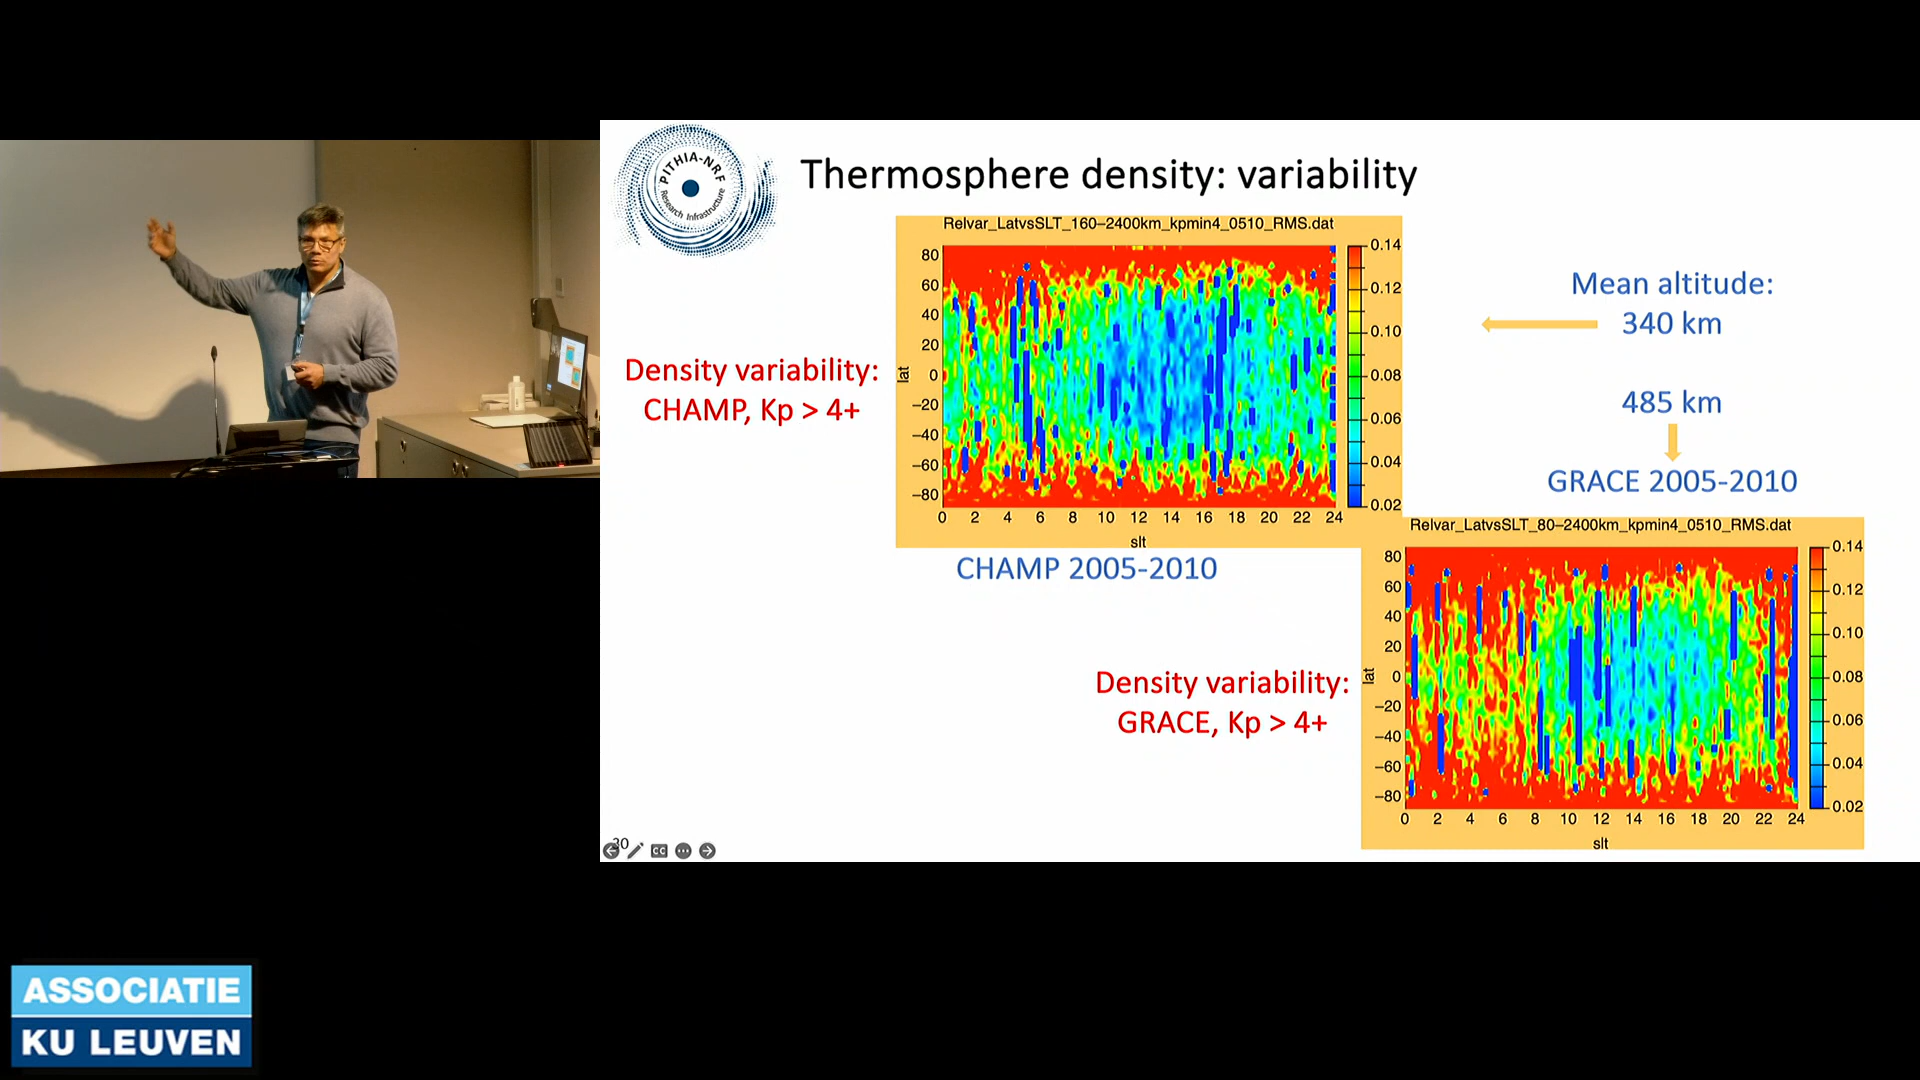 PITHIA-NRF
Research Infrastructure
Thermosphere density: variability
Relvar_LatvsSLT_160–2400km_kpmin4_0510_RMS.dat
80
60
40
20
0
−20
−40
−60
−80
lat
0 2 4 6 8 10 12 14 16 18 20 22 24
slt
0.14
0.12
0.10
0.08
0.06
0.04
0.02
Density variability:
CHAMP, Kp > 4+
CHAMP 2005-2010
Mean altitude:
340 km
485 km
GRACE 2005-2010
Relvar_LatvsSLT_80–2400km_kpmin4_0510_RMS.dat
80
60
40
20
0
−20
−40
−60
−80
lat
0 2 4 6 8 10 12 14 16 18 20 22 24
slt
0.14
0.12
0.10
0.08
0.06
0.04
0.02
Density variability:
GRACE, Kp > 4+
30
CC
ASSOCIATIE
KU LEUVEN